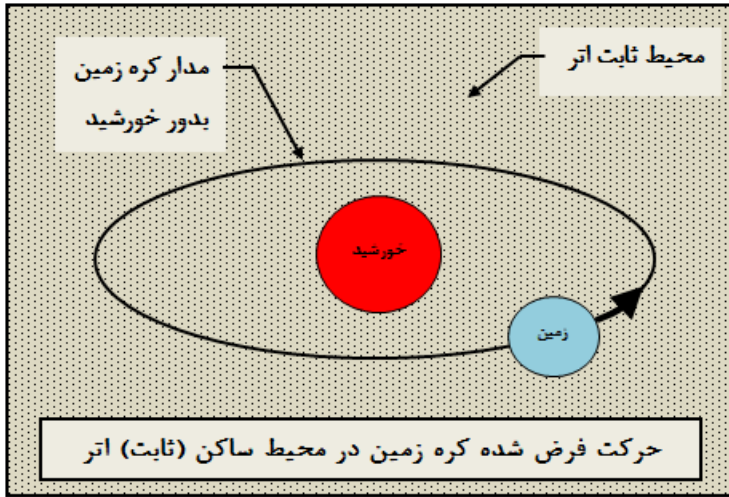 محیط ثابت اتر
مدار کره زمین
بدور خورشید
خورشید
زمین
حرکت فرض شده کره زمین در محیط ساکن (ثابت) اتر